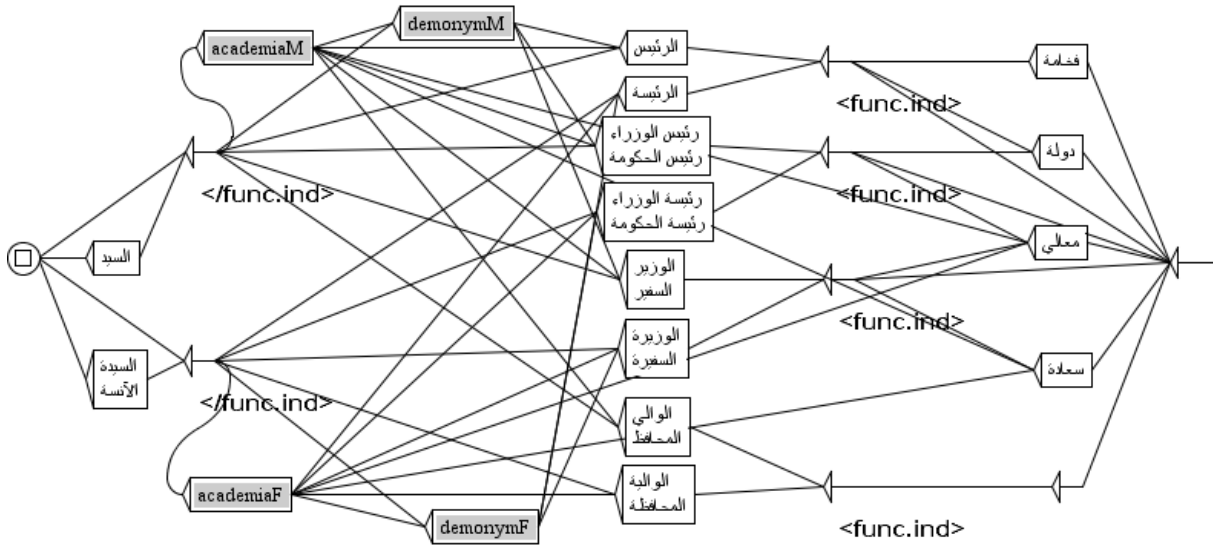 demonymM
academiaM
الرئيس
فخامة
الرئيسة
<func.ind>
رئيس الوزراء
رئيس الحكومة
دولة
</func.ind>
<func.ind>
رئيسة الوزراء
رئيسة الحكومة
معالي
السيد
الوزير
السفير
<func.ind>
الوزيرة
السفيرة
السيدة
الآنسة
سعادة
</func.ind>
الوالي
المحافظ
academiaF
الوالية
المحافظة
demonymF
<func.ind>